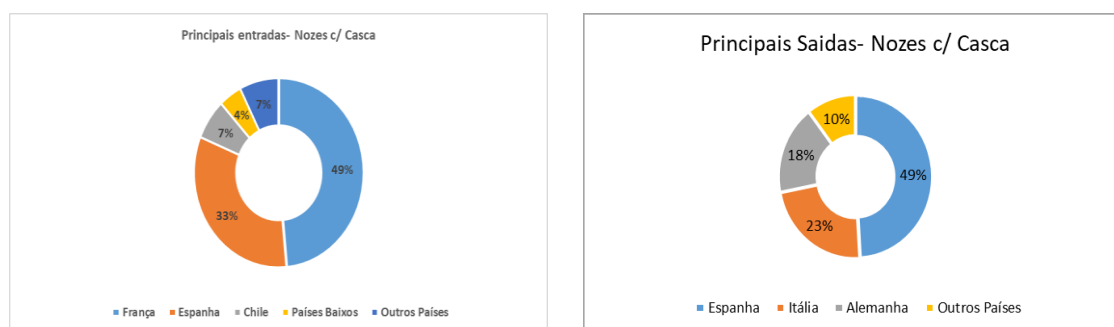 Principais entradas- Nozes c/ Casca
7%
4%
7%
49%
33%
França Espanha Chile Países Baixos Outros Países
Principais Saidas- Nozes c/ Casca
10%
18%
49%
23%
Espanha Itália Alemanha Outros Países